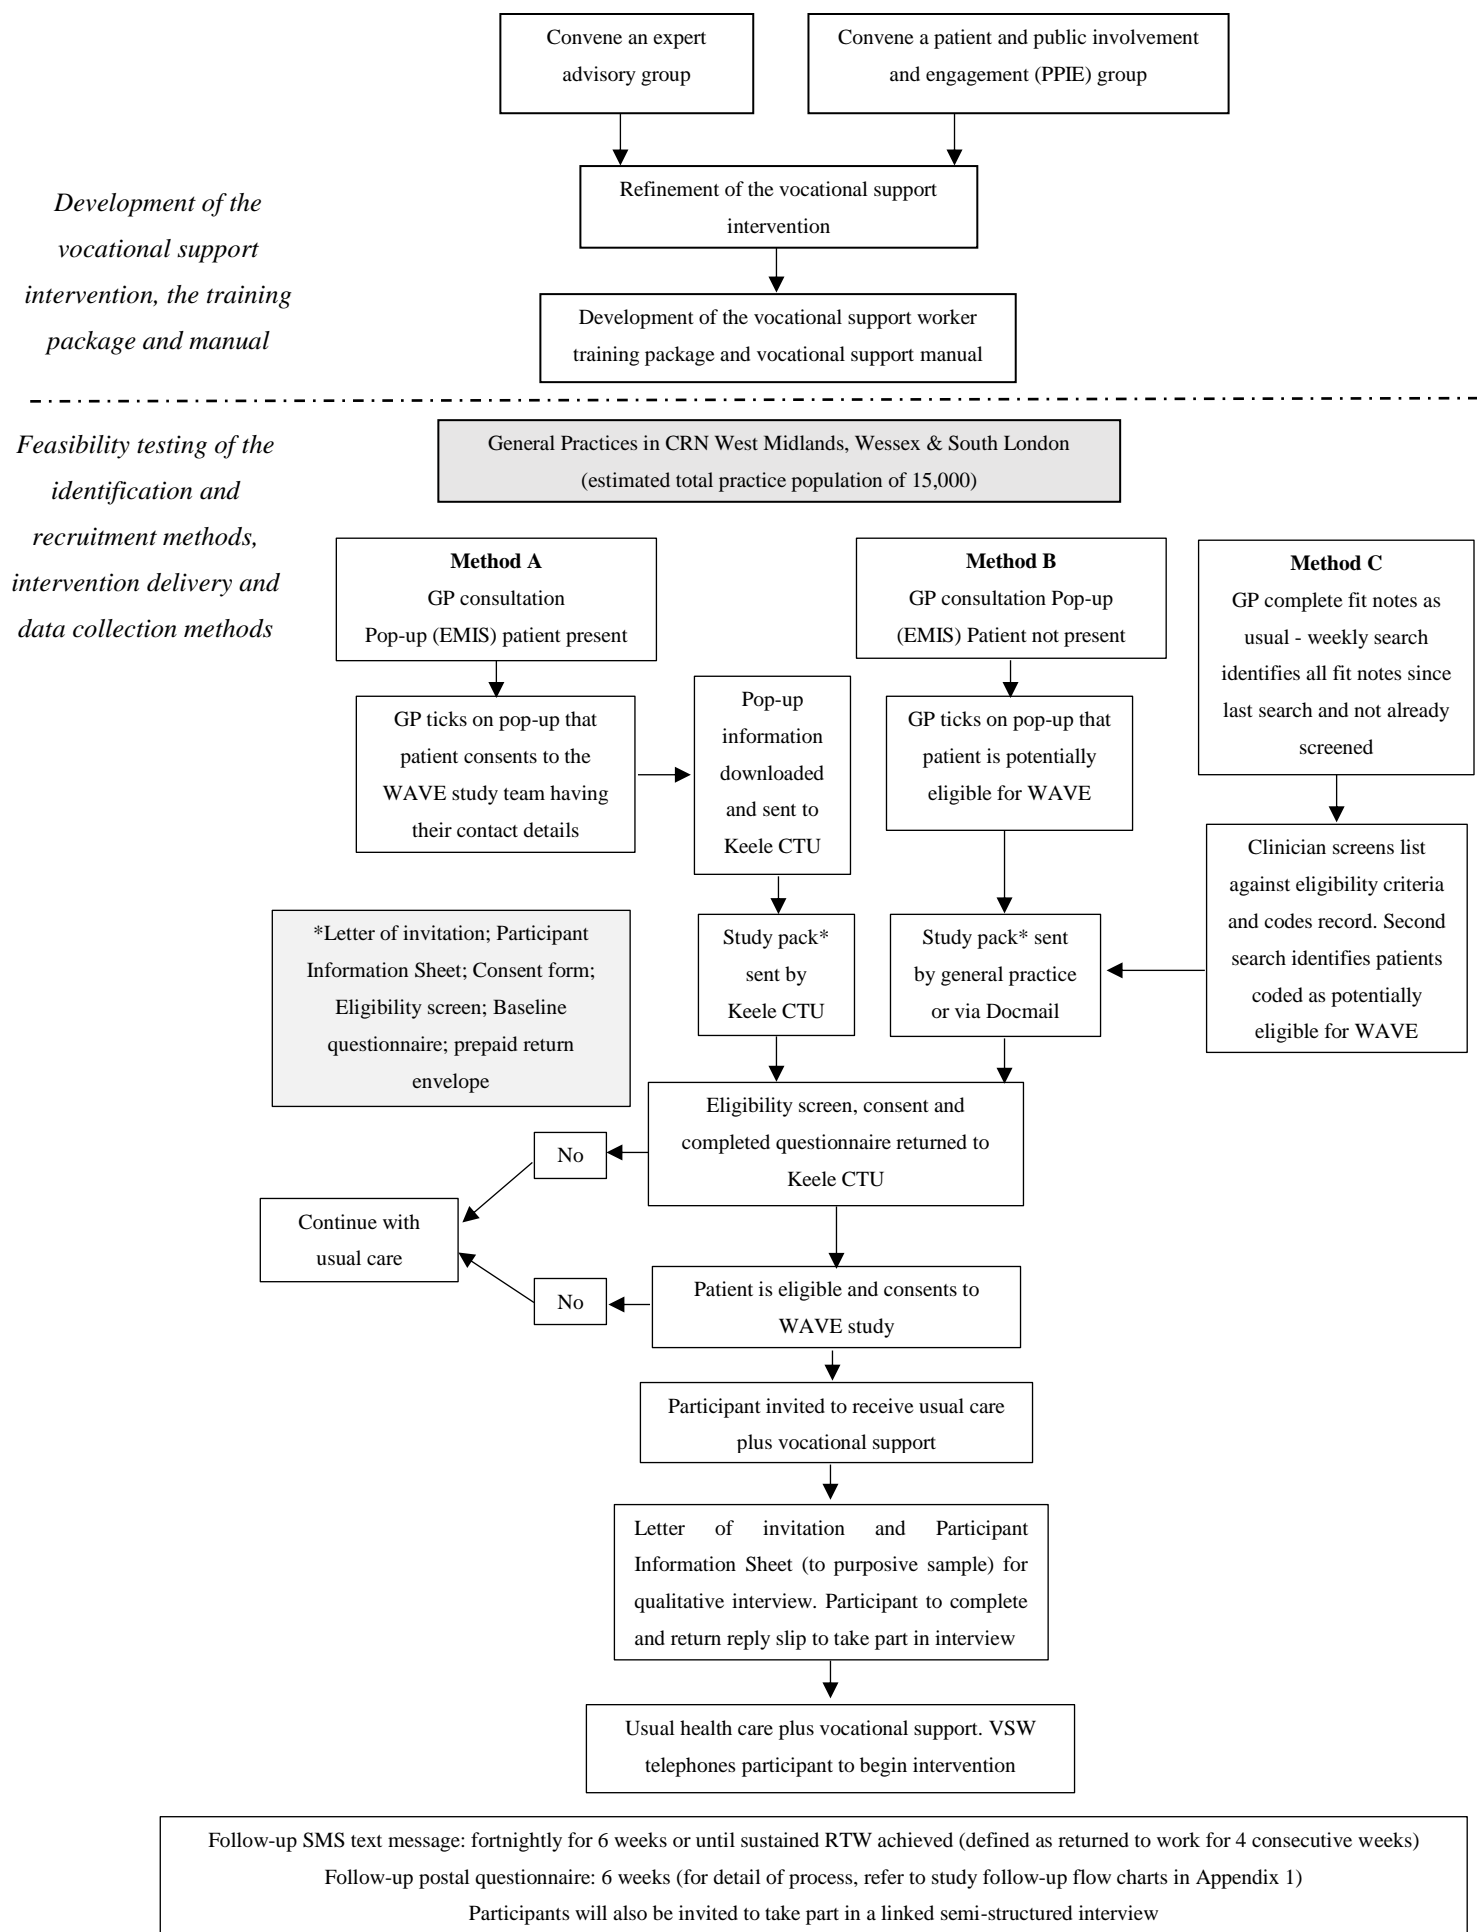 Convene an expert
advisory group
Convene a patient and public involvement
and engagement (PPIE) group
Refinement of the vocational support
intervention
Development of the
vocational support
intervention, the training
package and manual
Development of the vocational support worker
training package and vocational support manual
Feasibility testing of the
identification and
recruitment methods,
intervention delivery and
data collection methods
General Practices in CRN West Midlands, Wessex & South London
(estimated total practice population of 15,000)
Method A
GP consultation
Pop-up (EMIS) patient present
Method B
GP consultation Pop-up
(EMIS) Patient not present
Method C
GP complete fit notes as
usual - weekly search
identifies all fit notes since
last search and not already
screened
GP ticks on pop-up that
patient consents to the
WAVE study team having
their contact details
Pop-up
information
downloaded
and sent to
Keele CTU
GP ticks on pop-up that
patient is potentially
eligible for WAVE
Clinician screens list
against eligibility criteria
and codes record. Second
search identifies patients
coded as potentially
eligible for WAVE
*Letter of invitation; Participant
Information Sheet; Consent form;
Eligibility screen; Baseline
questionnaire; prepaid return
envelope
Study pack*
sent by
Keele CTU
Study pack* sent
by general practice
or via Docmail
Eligibility screen, consent and
completed questionnaire returned to
Keele CTU
No
Continue with
usual care
No
Patient is eligible and consents to
WAVE study
Participant invited to receive usual care
plus vocational support
Letter of invitation and Participant
Information Sheet (to purposive sample) for
qualitative interview. Participant to complete
and return reply slip to take part in interview
Usual health care plus vocational support. VSW
telephones participant to begin intervention
Follow-up SMS text message: fortnightly for 6 weeks or until sustained RTW achieved (defined as returned to work for 4 consecutive weeks)
Follow-up postal questionnaire: 6 weeks (for detail of process, refer to study follow-up flow charts in Appendix 1)
Participants will also be invited to take part in a linked semi-structured interview